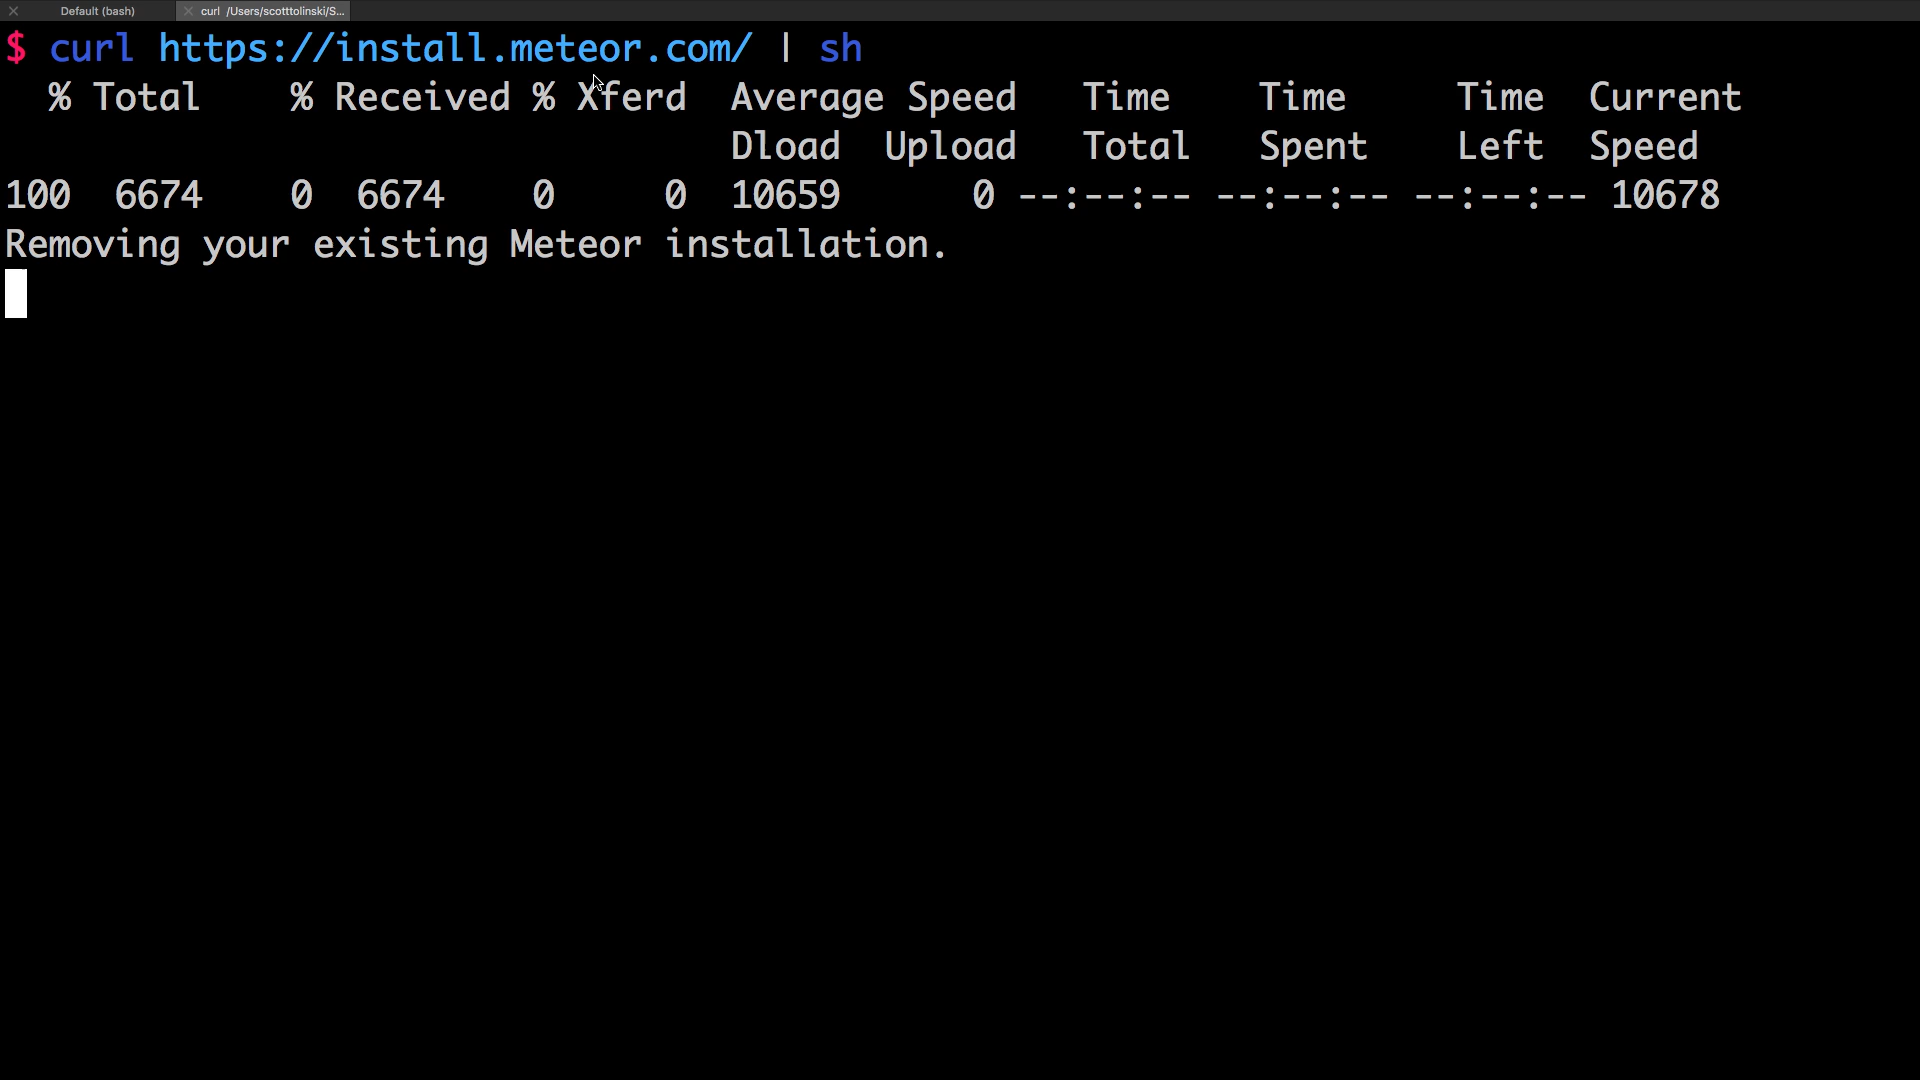 Default (bash)
curl /Users/scotttolinski/S...
$ curl https://install.meteor.com/ | sh
% Total % Received % Xferd Average Speed Time Time Time Current
Dload Upload Total Spent Left Speed
100 6674 0 6674 0 0 10659 0 --:--:-- --:--:-- --:--:-- 10678
Removing your existing Meteor installation.